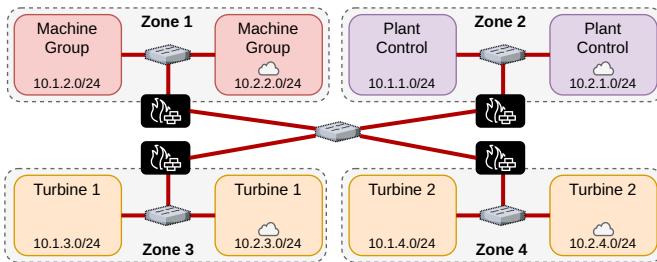 Zone 1
Machine
Group
10.1.2.0/24
Machine
Group
10.2.2.0/24
Zone 2
Plant
Control
10.1.1.0/24
Plant
Control
10.2.1.0/24
Turbine 1
10.1.3.0/24
Turbine 1
10.2.3.0/24
Zone 3
Turbine 2
10.1.4.0/24
Turbine 2
10.2.4.0/24
Zone 4